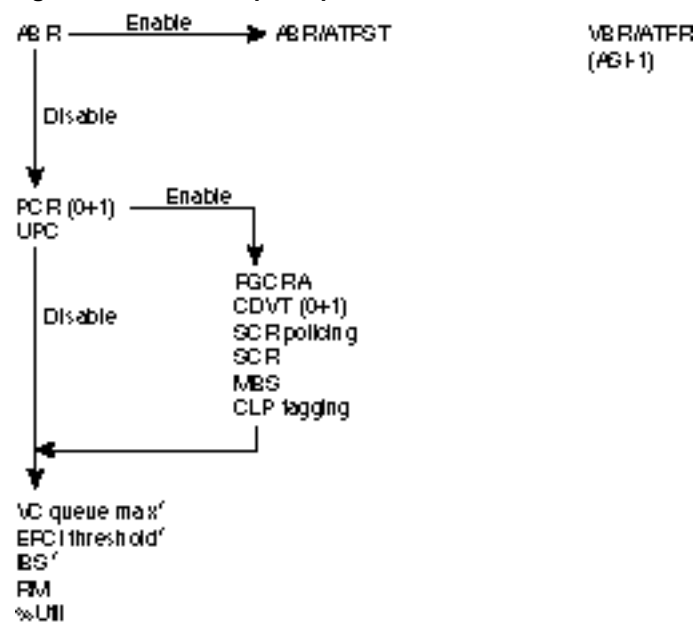 ABR
Enable
ABR/ATFST
VBR/ATFR
(ASI-1)
Disable
PCR (0+1)
UPC
Enable
Disable
FGCRA
CDVT (0+1)
SCR policing
SCR
MBS
CLP tagging
VC queue max*
EFCI threshold*
IBS*
RM
% Util